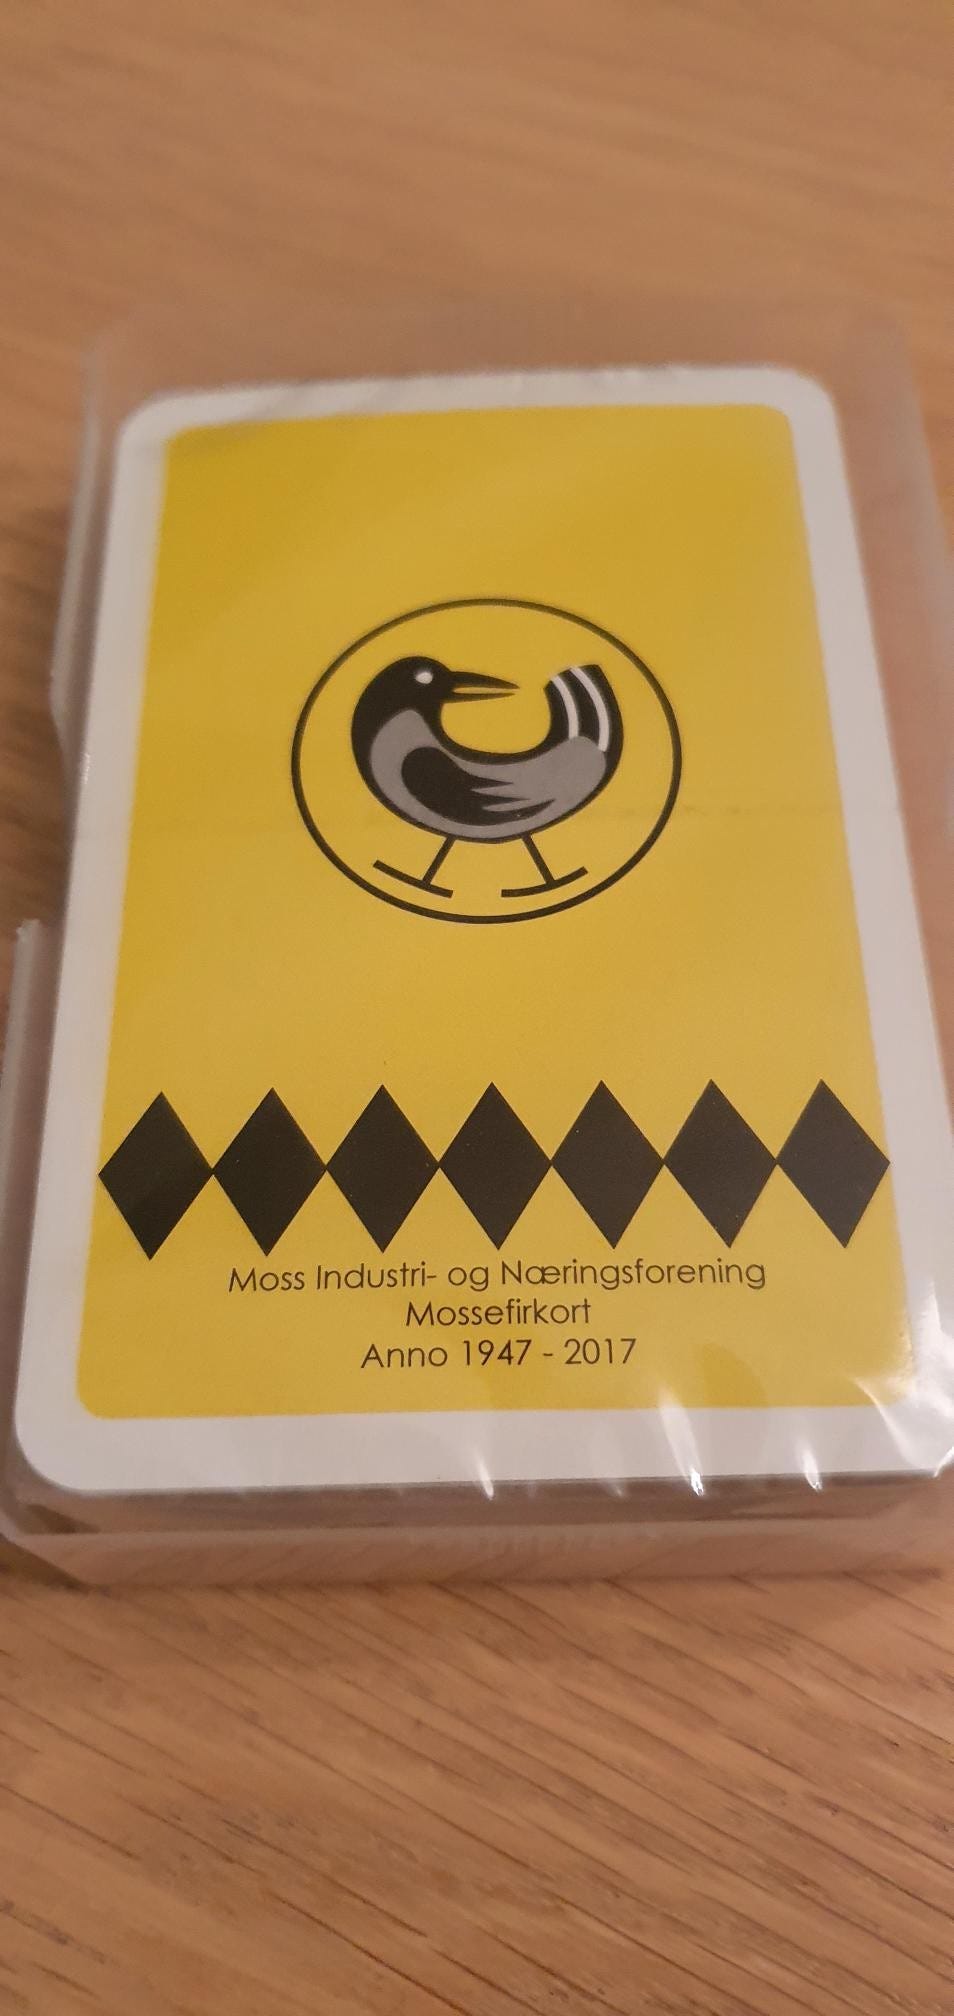 Moss Industri- og Næringsforening
Mossefirkort
Anno 1947 - 2017